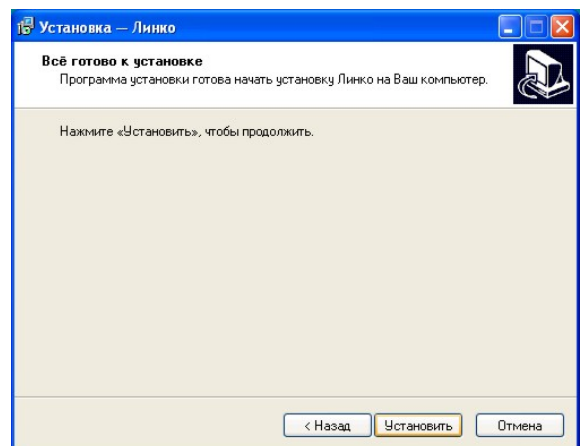 Установка — Линко
Всё готово к установке
Программа установки готова начать установку Линко на Ваш компьютер.
Нажмите «Установить», чтобы продолжить.
< Назад Установить Отмена